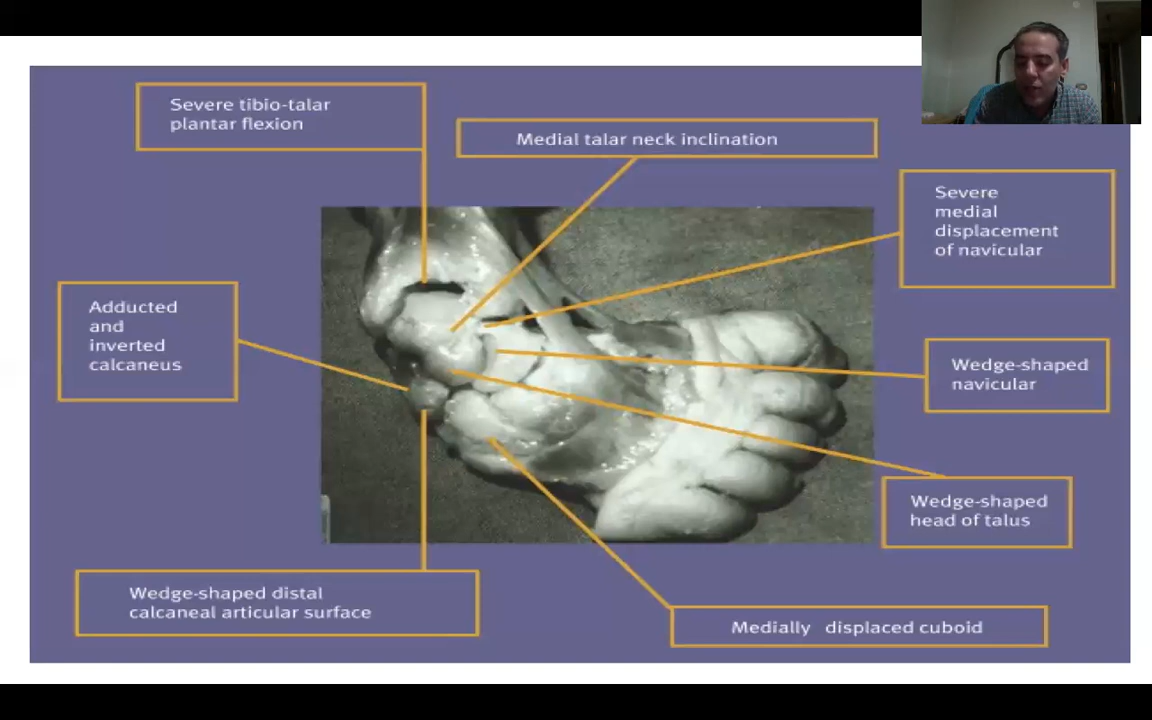 Severe tibio-talar
plantar flexion
Medial talar neck inclination
Severe
medial
displacement
of navicular
Adducted
and
inverted
calcaneus
Wedge-shaped
navicular
Wedge-shaped
head of talus
Wedge-shaped distal
calcaneal articular surface
Medially displaced cuboid